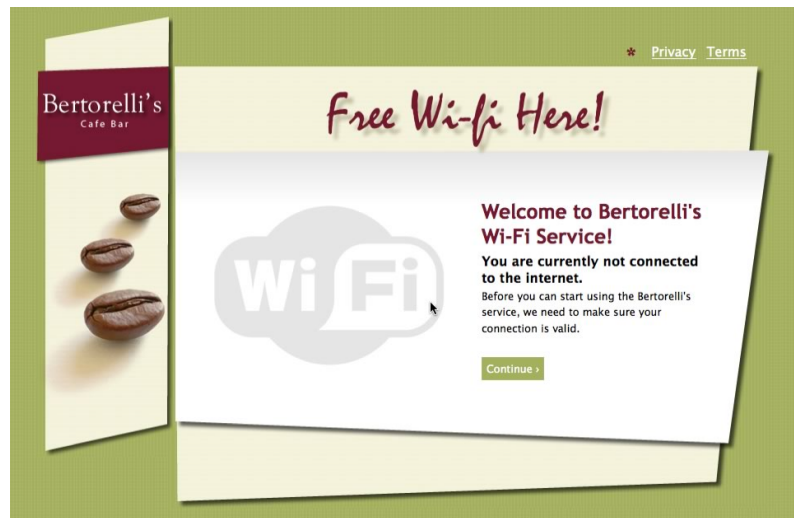 * Privacy Terms
Bertorelli's
Cafe Bar
Free Wi-fi Here!
Wi Fi
Welcome to Bertorelli's
Wi-Fi Service!
You are currently not connected
to the internet.
Before you can start using the Bertorelli's
service, we need to make sure your
connection is valid.
Continue ›